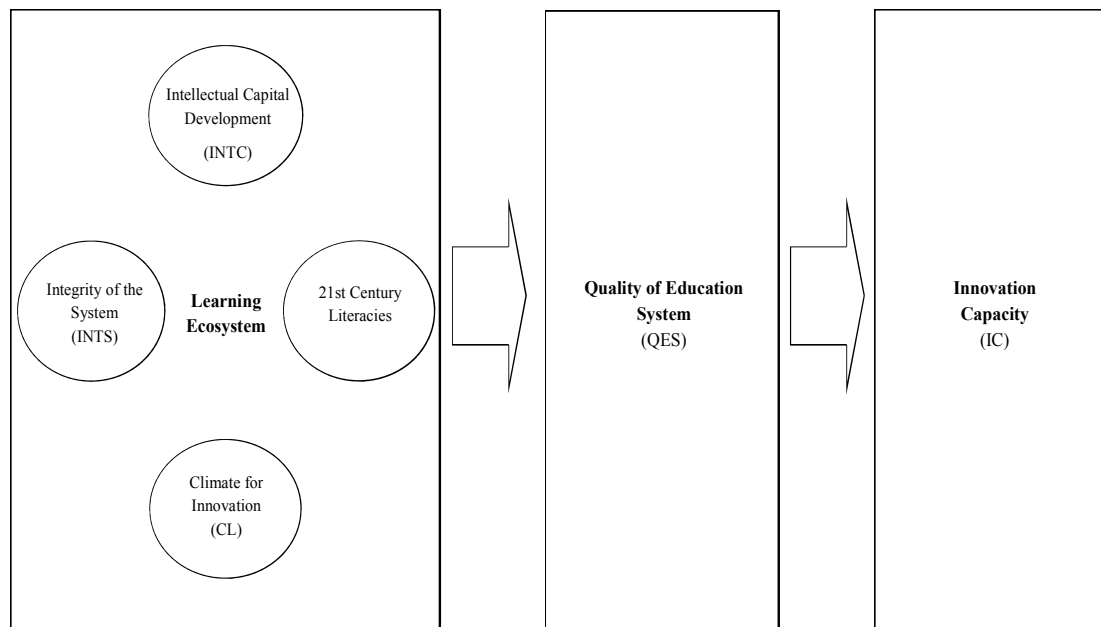 Intellectual Capital
Development
(INTC)
Integrity of the
System
(INTS)
Learning
Ecosystem
21st Century
Literacies
Climate for
Innovation
(CL)
Quality of Education
System
(QES)
Innovation
Capacity
(IC)